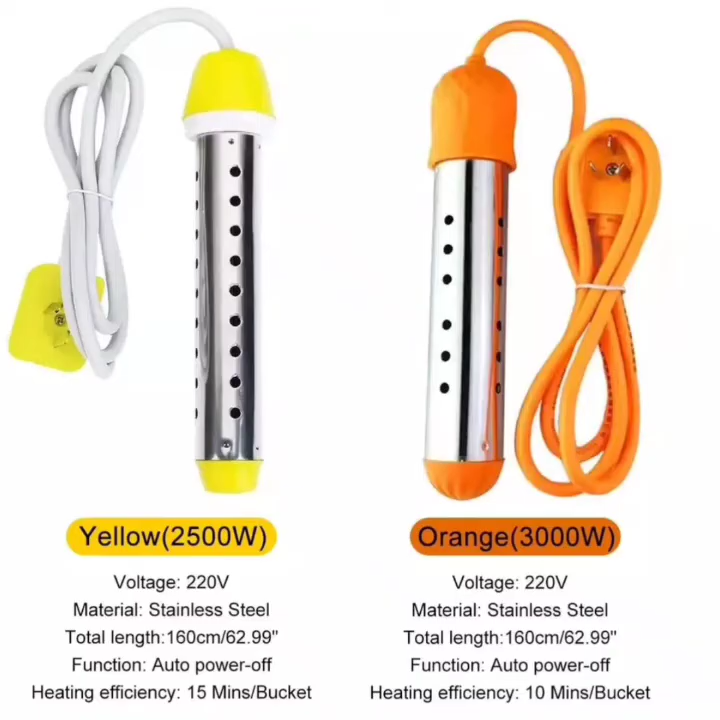 Yellow(2500W)
Voltage: 220V
Material: Stainless Steel
Total length:160cm/62.99"
Function: Auto power-off
Heating efficiency: 15 Mins/Bucket
Orange(3000W)
Voltage: 220V
Material: Stainless Steel
Total length:160cm/62.99"
Function: Auto power-off
Heating efficiency: 10 Mins/Bucket